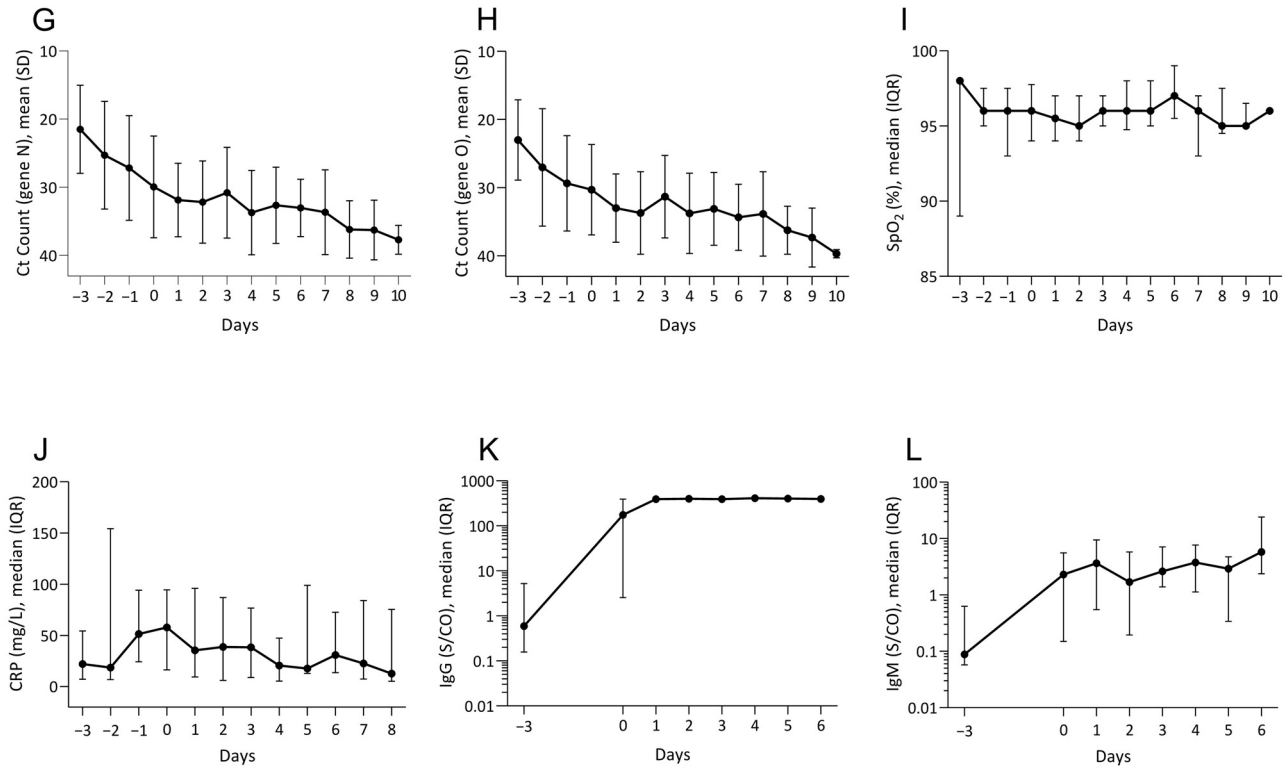 G
Ct Count (gene N), mean (SD)
10
20
30
40
−3 −2 −1 0 1 2 3 4 5 6 7 8 9 10
Days
H
Ct Count (gene O), mean (SD)
10
20
30
40
−3 −2 −1 0 1 2 3 4 5 6 7 8 9 10
Days
I
SpO₂ (%), median (IQR)
100
95
90
85
−3 −2 −1 0 1 2 3 4 5 6 7 8 9 10
Days
J
CRP (mg/L), median (IQR)
200
150
100
50
0
−3 −2 −1 0 1 2 3 4 5 6 7 8
Days
K
IgG (S/CO), median (IQR)
1000
100
10
1
0.1
0.01
−3 0 1 2 3 4 5 6
Days
L
IgM (S/CO), median (IQR)
100
10
1
0.1
0.01
−3 0 1 2 3 4 5 6
Days